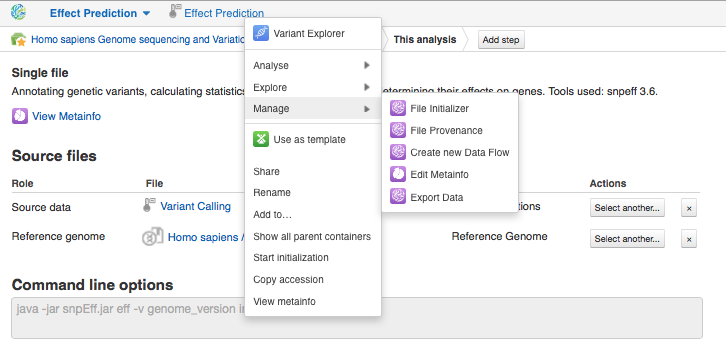 Effect Prediction Effect Prediction
Homo sapiens Genome sequencing and Variatio This analysis Add step
Variant Explorer
Analyse
Explore
Manage
Use as template
Share
Rename
Add to...
Show all parent containers
Start initialization
Copy accession
View metainfo
File Initializer
File Provenance
Create new Data Flow
Edit Metainfo
Export Data
Single file
Annotating genetic variants, calculating statistics determining their effects on genes. Tools used: snpeff 3.6.
View Metainfo
Source files
Role File Actions
Source data Variant Calling Select another... ×
Reference genome Homo sapiens / Reference Genome Select another... ×
Command line options
java -jar snpEff.jar eff -v genome_version